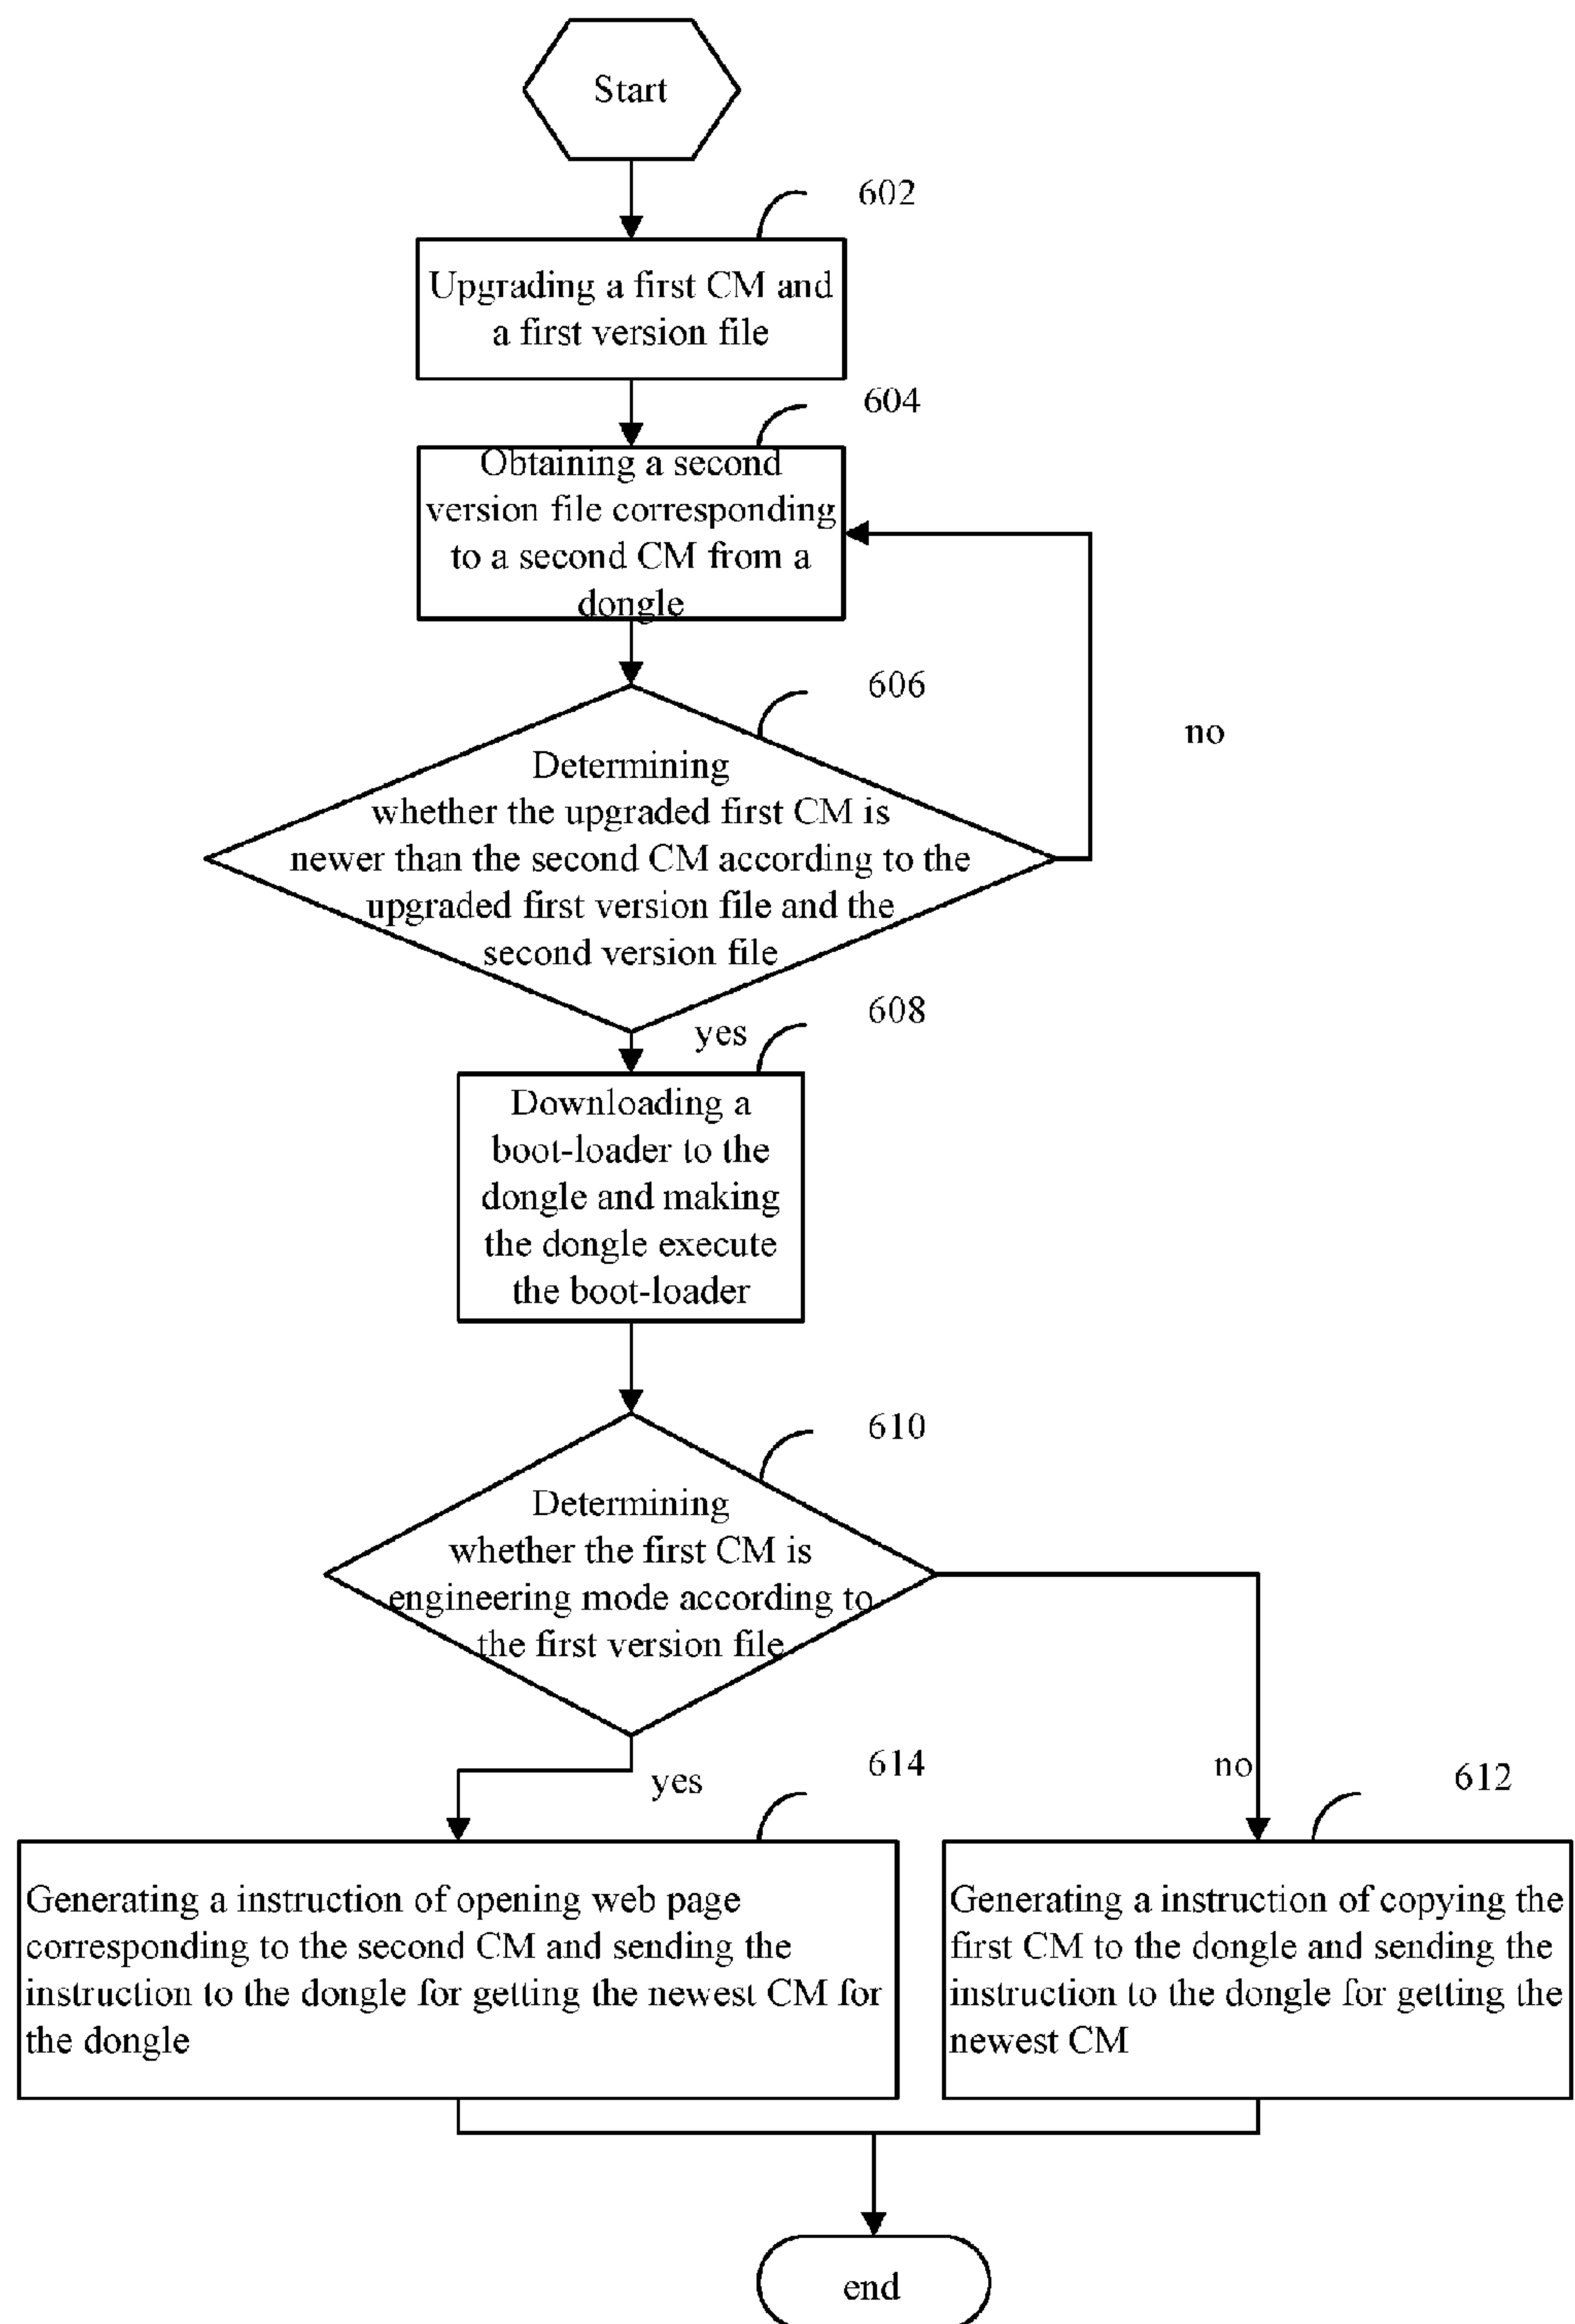 Start
602
Upgrading a first CM and
a first version file
604
Obtaining a second
version file corresponding
to a second CM from a
dongle
606
no
Determining
whether the upgraded first CM is
newer than the second CM according to the
upgraded first version file and the
second version file
yes
608
Downloading a
boot-loader to the
dongle and making
the dongle execute
the boot-loader
610
Determining
whether the first CM is
engineering mode according to
the first version file
yes
614
no
612
Generating a instruction of opening web page
corresponding to the second CM and sending the
instruction to the dongle for getting the newest CM for
the dongle
Generating a instruction of copying the
first CM to the dongle and sending the
instruction to the dongle for getting the
newest CM
end